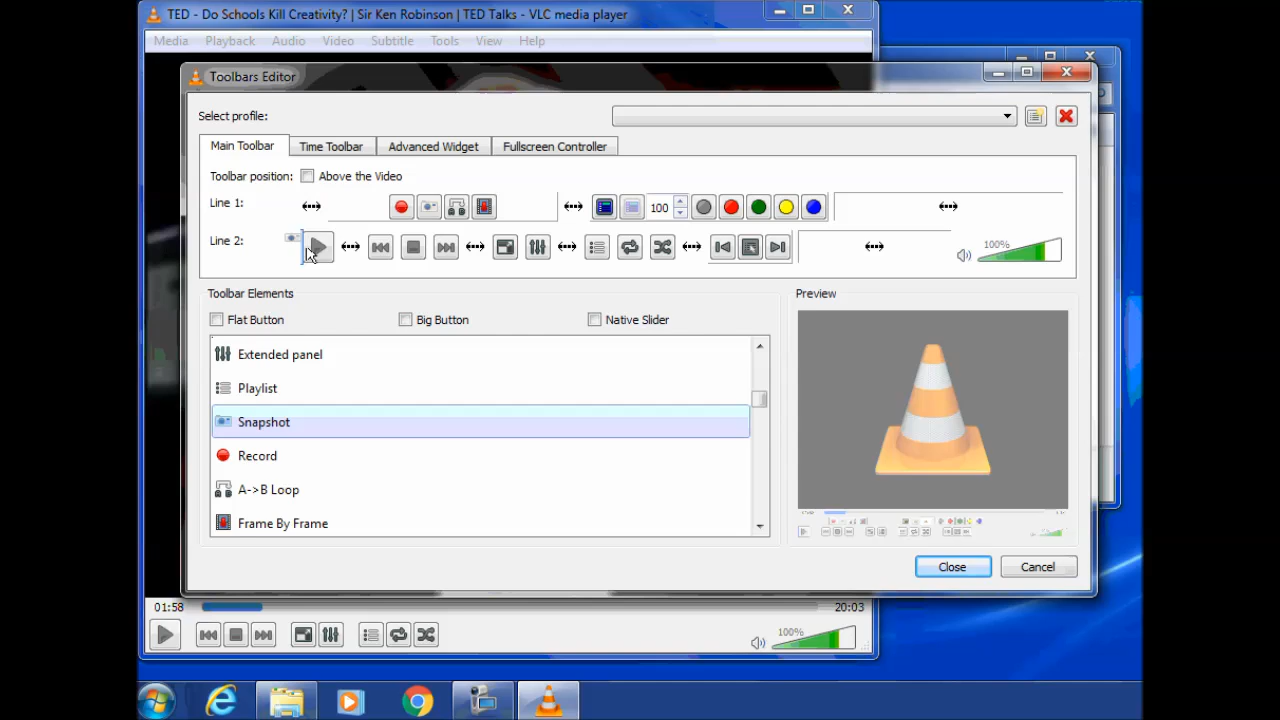 TED - Do Schools Kill Creativity? | Sir Ken Robinson | TED Talks - VLC media player
Media Playback Audio Video Subtitle Tools View Help
Toolbars Editor
Select profile:
Main Toolbar Time Toolbar Advanced Widget Fullscreen Controller
Toolbar position: Above the Video
Line 1: 100
Line 2: 100%
Toolbar Elements Preview
Flat Button Big Button Native Slider
Extended panel
Playlist
Snapshot
Record
A->B Loop
Frame By Frame
Close Cancel
01:58 20:03
100%